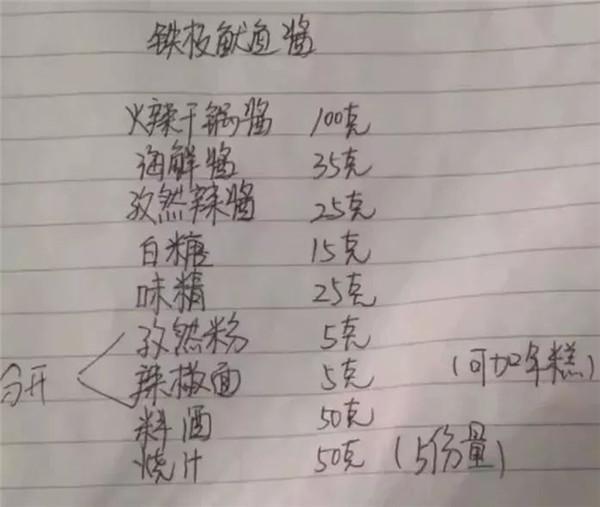 铁板鱿鱼酱
火辣干锅酱 100克
海鲜酱 35克
孜然辣酱 25克
白糖 15克
味精 25克
孜然粉 5克
分开 辣椒面 5克 (可加年糕)
料酒 50克
烧汁 50克 (5份量)